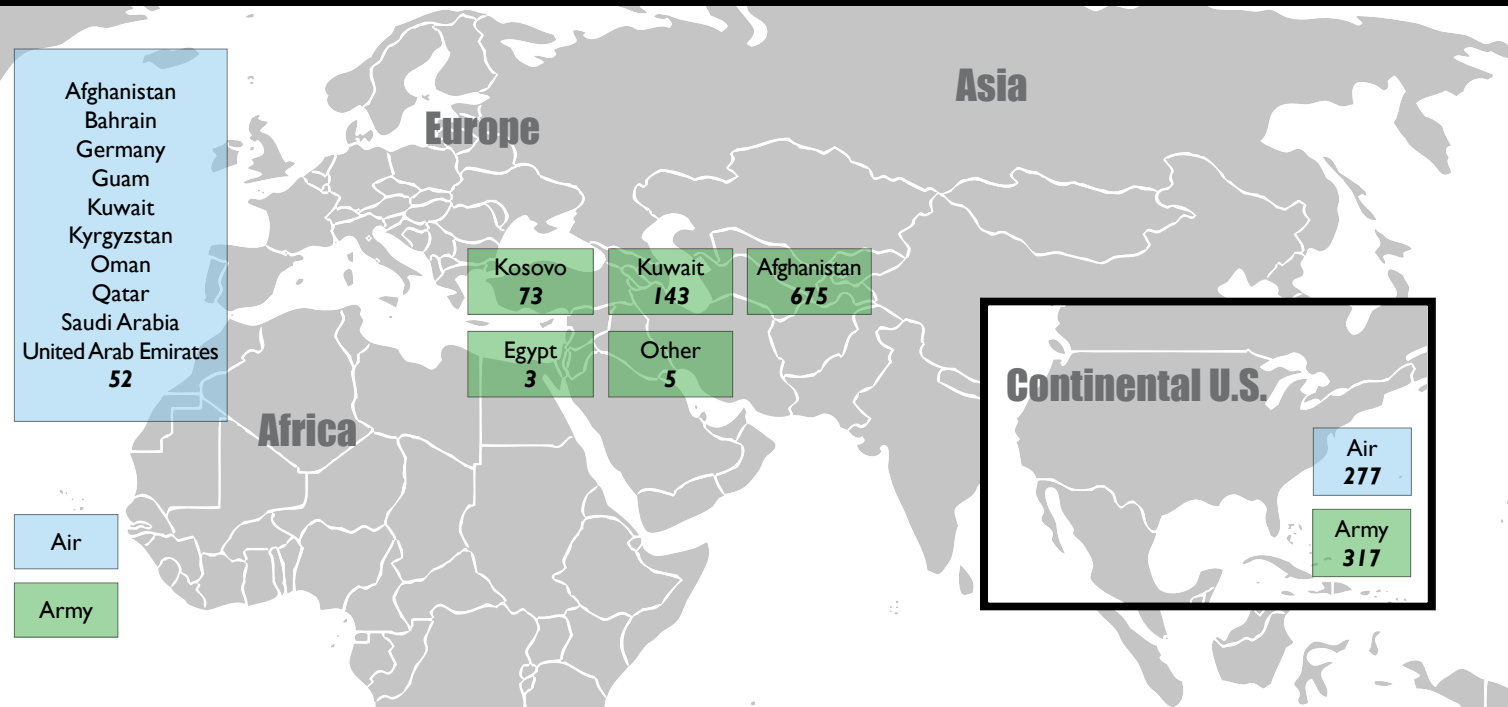 Asia
Europe
Afghanistan
Bahrain
Germany
Guam
Kuwait
Kyrgyzstan
Oman
Qatar
Saudi Arabia
United Arab Emirates
52
Kosovo
73
Kuwait
143
Afghanistan
675
Egypt
3
Other
5
Africa
Continental U.S.
Air
277
Army
317
Air
Army